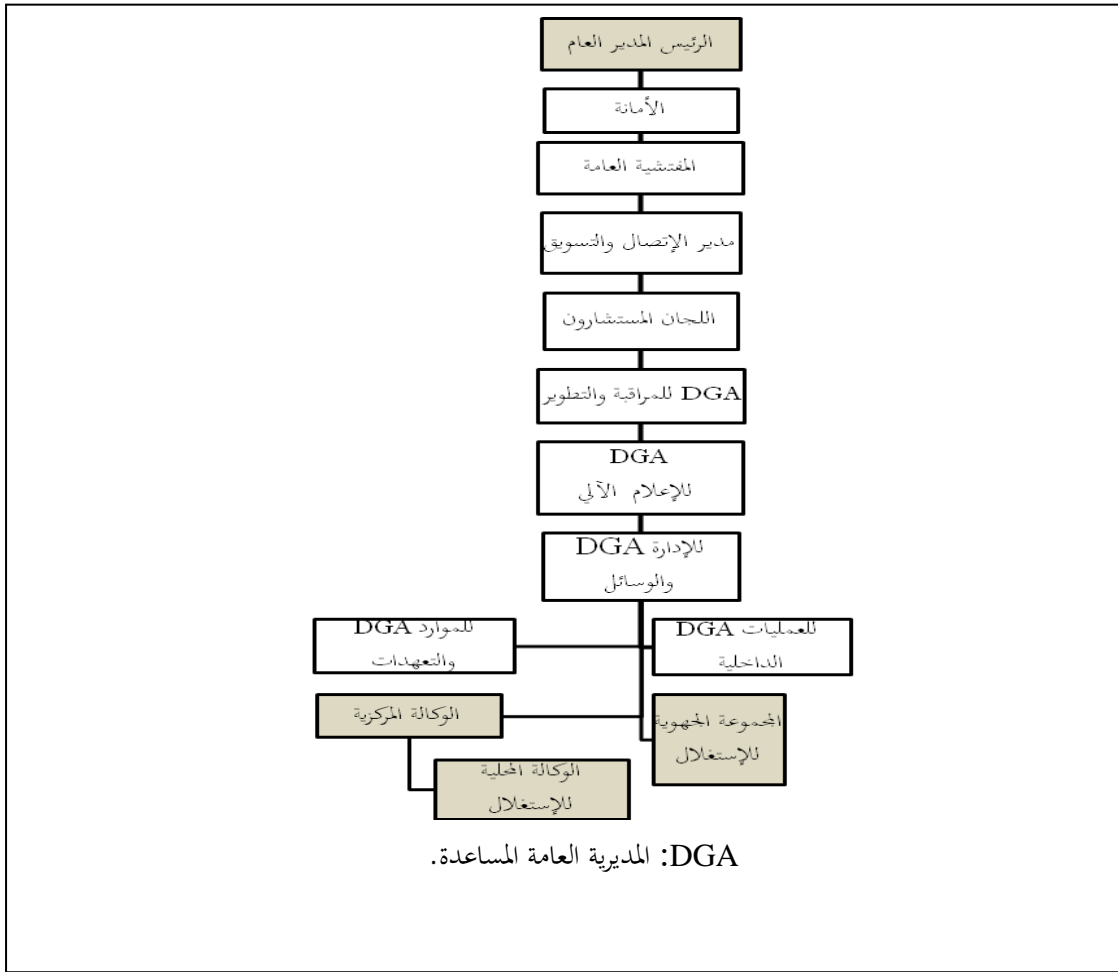 الرئيس المدير العام
الأمانة
المفتشية العامة
مدير الإتصال والتسويق
اللجان المستشارون
DGA للمراقبة والتطوير
DGA
للإعلام الآلي
للإدارة DGA
والوسائل
للعمليات DGA
الداخلية
للموارد DGA
والتعهدات
المجموعة الجهوية
للإستغلال
الوكالة المركزية
الوكالة المحلية
للإستغلال
DGA: المديرية العامة المساعدة.